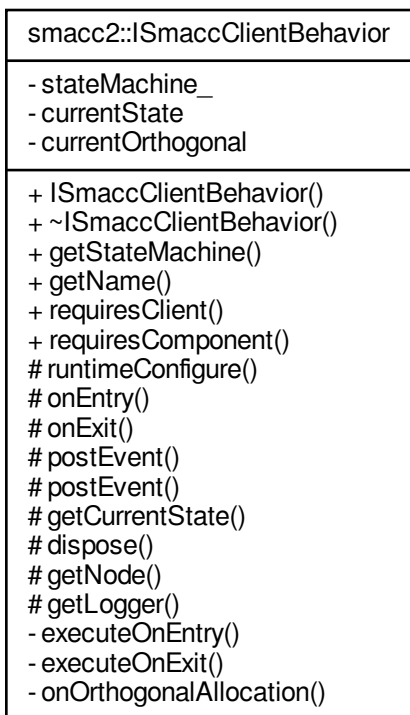 smacc2::ISmaccClientBehavior
- stateMachine_
- currentState
- currentOrthogonal
+ ISmaccClientBehavior()
+ ~ISmaccClientBehavior()
+ getStateMachine()
+ getName()
+ requiresClient()
+ requiresComponent()
# runtimeConfigure()
# onEntry()
# onExit()
# postEvent()
# postEvent()
# getCurrentState()
# dispose()
# getNode()
# getLogger()
- executeOnEntry()
- executeOnExit()
- onOrthogonalAllocation()